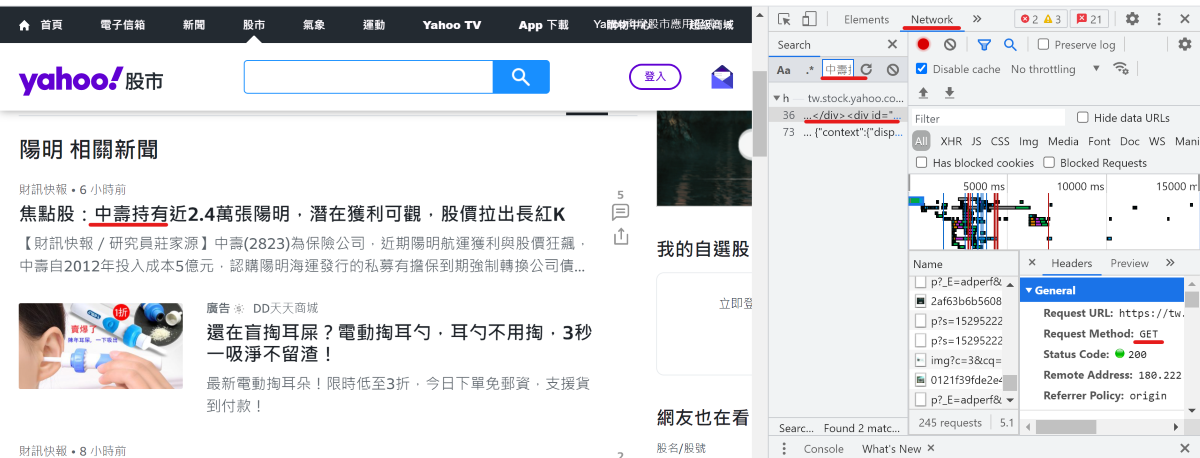 首頁 電子信箱 新聞 股市 氣象 運動 Yahoo TV App 下載 購物中心 超級商城
yahoo! 股市
登入
陽明 相關新聞
財訊快報 • 6 小時前
焦點股：中壽持有近2.4萬張陽明，潛在獲利可觀，股價拉出長紅K
【財訊快報／研究員莊家源】中壽(2823)為保險公司，近期陽明航運獲利與股價狂飆，
中壽自2012年投入成本5億元，認購陽明海運發行的私募有擔保到期強制轉換公司債...
5
賣爆了
1折
廣告 DD天天商城
還在盲掏耳屎？電動掏耳勺，耳勺不用掏，3秒
一吸淨不留渣！
最新電動掏耳朵！限時低至3折，今日下單免郵資，支援貨
到付款！
財訊快報 • 8 小時前
2
我的自選股
立即登
網友也在看
股名/股號
Elements Network » 2 3 21
Search
Aa .* 中壽
h tw.stock.yahoo.co...
36 ...</div><div id="...
73 ... {"context":{"disp...
Searc... Found 2 matc...
Preserve log
Disable cache No throttling
Filter
Hide data URLs
All XHR JS CSS Img Media Font Doc WS Mani
Has blocked cookies Blocked Requests
5000 ms 10000 ms 15000 m
Name
p?_E=adperf&
2af63b6b5608
p?s=15295222
p?s=15295222
img?c=3&cq=
0121f39fde2e4
p?_E=adperf&
245 requests 5.1
Headers Preview »
General
Request URL: https://tw.
Request Method: GET
Status Code: 200
Remote Address: 180.222
Referrer Policy: origin
Console What's New